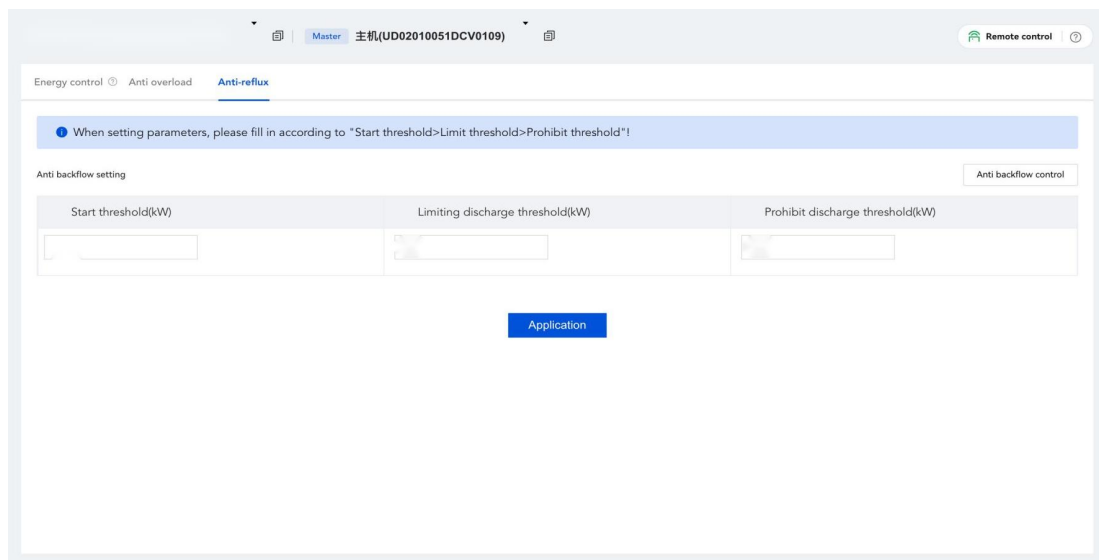 Master 主机(UD02010051DCV0109) Remote control
Energy control Anti overload Anti-reflux
When setting parameters, please fill in according to "Start threshold>Limit threshold>Prohibit threshold"!
Anti backflow setting Anti backflow control
Start threshold(kW) Limiting discharge threshold(kW) Prohibit discharge threshold(kW)
Application